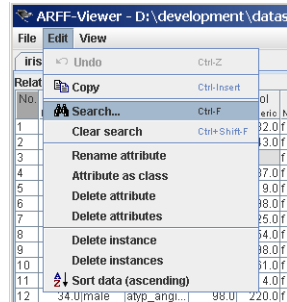 ARFF-Viewer - D:\development\datas
File Edit View
iris
Undo Ctrl-Z
Relat
Copy Ctrl-Insert
No.
Search... Ctrl-F
1
Clear search Ctrl+Shift-F
2
3
Rename attribute
4
Attribute as class
5
Delete attribute
6
Delete attributes
7
8
Delete instance
9
Delete instances
10
11
Sort data (ascending)
12 34.0 male atyp_angi... 98.0